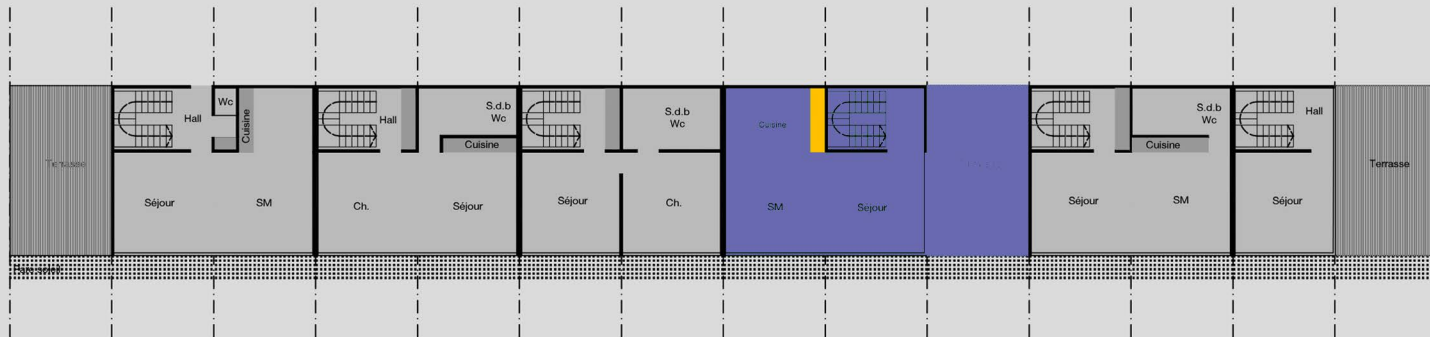 Terrasse
Hall
Wc
Cuisine
Séjour
SM
Hall
S.d.b
Wc
Cuisine
Ch.
Séjour
S.d.b
Wc
Séjour
Ch.
Cuisine
SM
Séjour
S.d.b
Wc
Cuisine
Séjour
SM
Hall
Séjour
Terrasse
Pare-soleil